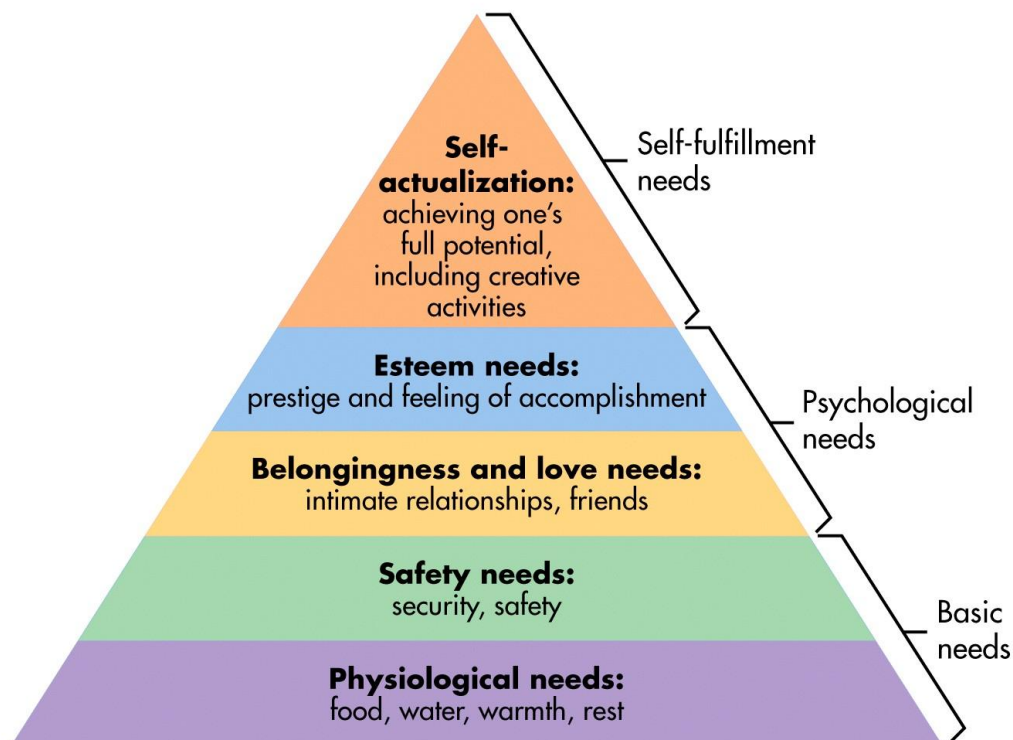 Self-
actualization:
achieving one's
full potential,
including creative
activities
Self-fulfillment
needs
Esteem needs:
prestige and feeling of accomplishment
Psychological
needs
Belongingness and love needs:
intimate relationships, friends
Safety needs:
security, safety
Basic
needs
Physiological needs:
food, water, warmth, rest